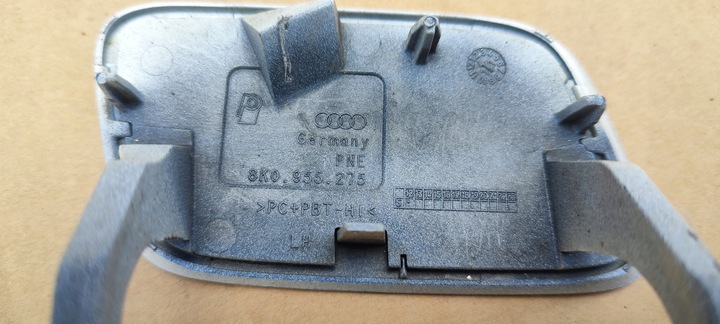 P
Germany
PNE
8K0.955.275
>PC+PBT-HI<
LH